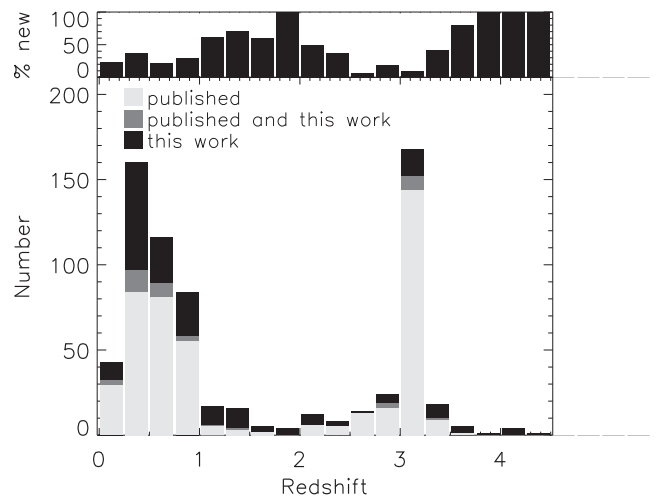 % new
100
50
0
200
150
100
50
0
Number
published
published and this work
this work
0 1 2 3 4
Redshift